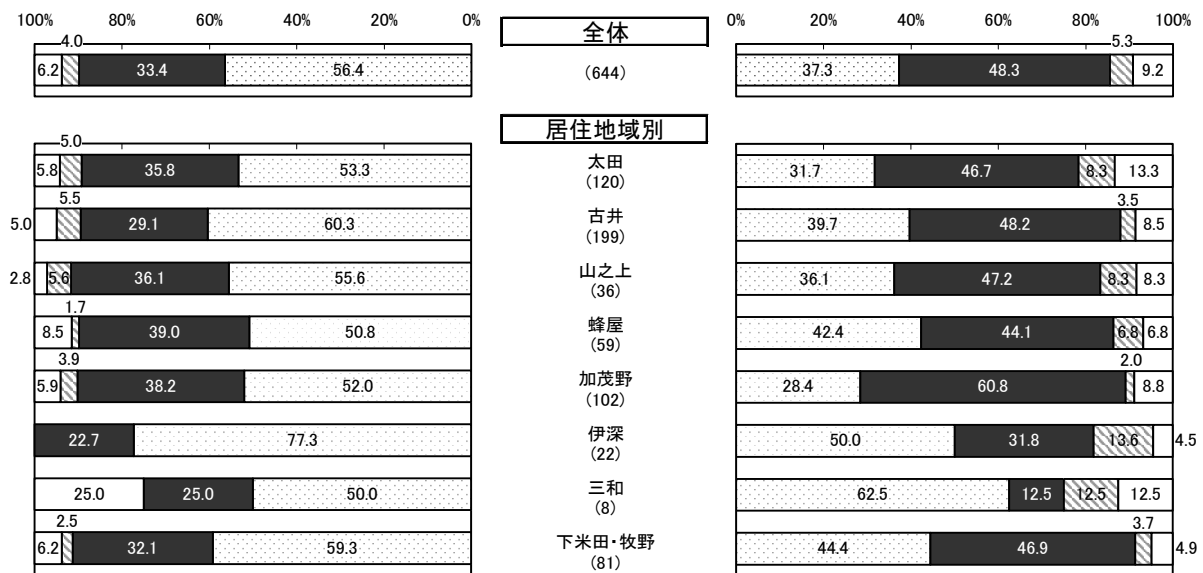 100% 80% 60% 40% 20% 0% 0% 20% 40% 60% 80% 100%
全体
4.0 5.3
6.2 33.4 56.4 (644) 37.3 48.3 9.2
居住地域別
5.0
太田
5.8 35.8 53.3 (120) 31.7 46.7 8.3 13.3
5.5 3.5
古井
5.0 29.1 60.3 (199) 39.7 48.2 8.5
山之上
2.8 5.6 36.1 55.6 (36) 36.1 47.2 8.3 8.3
1.7
蜂屋
8.5 39.0 50.8 (59) 42.4 44.1 6.8 6.8
3.9 2.0
加茂野
5.9 38.2 52.0 (102) 28.4 60.8 8.8
伊深
22.7 77.3 (22) 50.0 31.8 13.6 4.5
三和
25.0 25.0 50.0 (8) 62.5 12.5 12.5 12.5
2.5 3.7
下米田・牧野
6.2 32.1 59.3 (81) 44.4 46.9 4.9